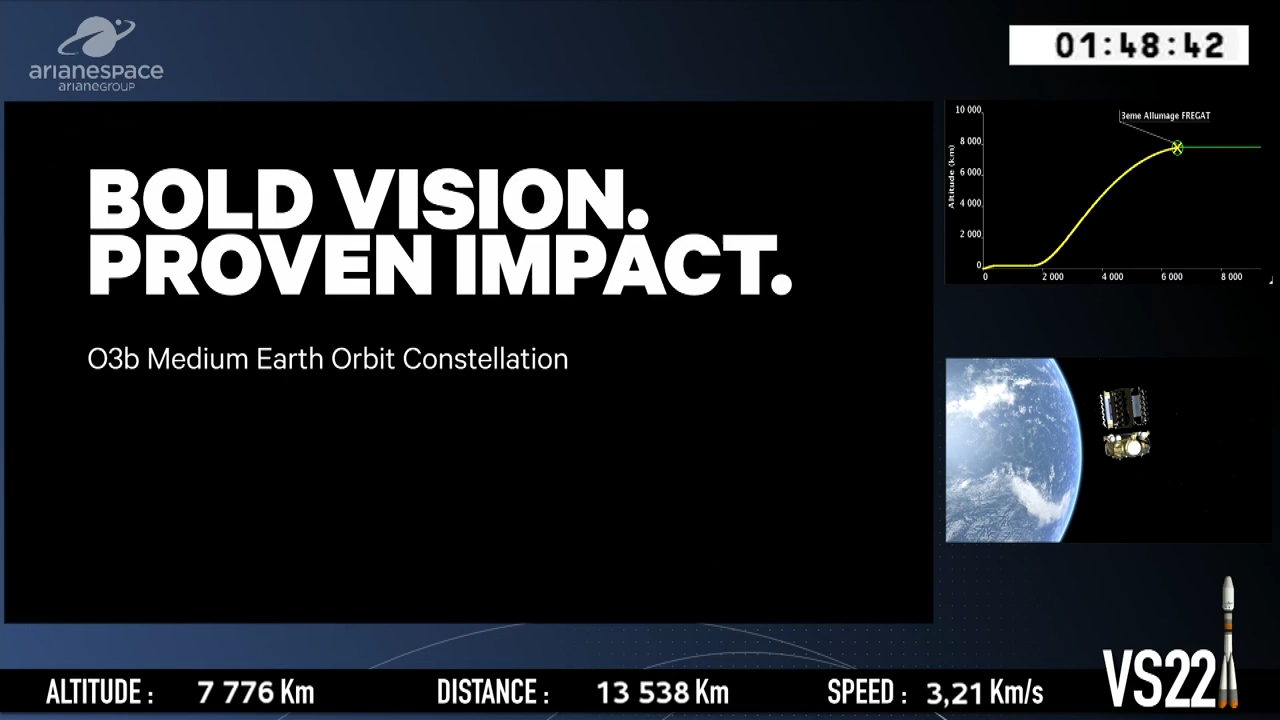 arianespace
arianeGROUP
01:48:42
BOLD VISION.
PROVEN IMPACT.
O3b Medium Earth Orbit Constellation
3eme Allumage FREGAT
Altitude (km)
10 000
8 000
6 000
4 000
2 000
0
0 2 000 4 000 6 000 8 000
ALTITUDE : 7 776 Km DISTANCE : 13 538 Km SPEED : 3,21 Km/s
VS22